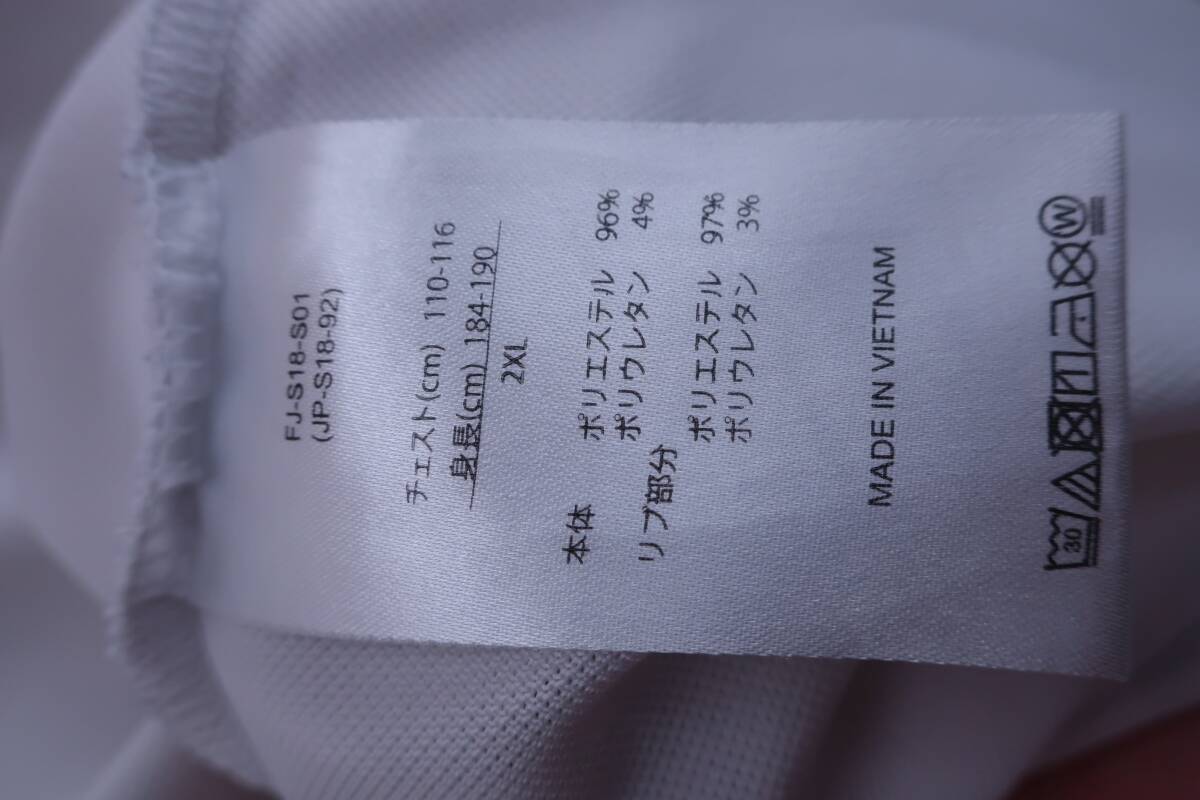 FJ-S18-S01
(JP-S18-92)
チェスト(cm) 110-116
身長(cm) 184-190
2XL
本体 ポリエステル 96%
ポリウレタン 4%
リブ部分 ポリエステル 97%
ポリウレタン 3%
MADE IN VIETNAM
30 W